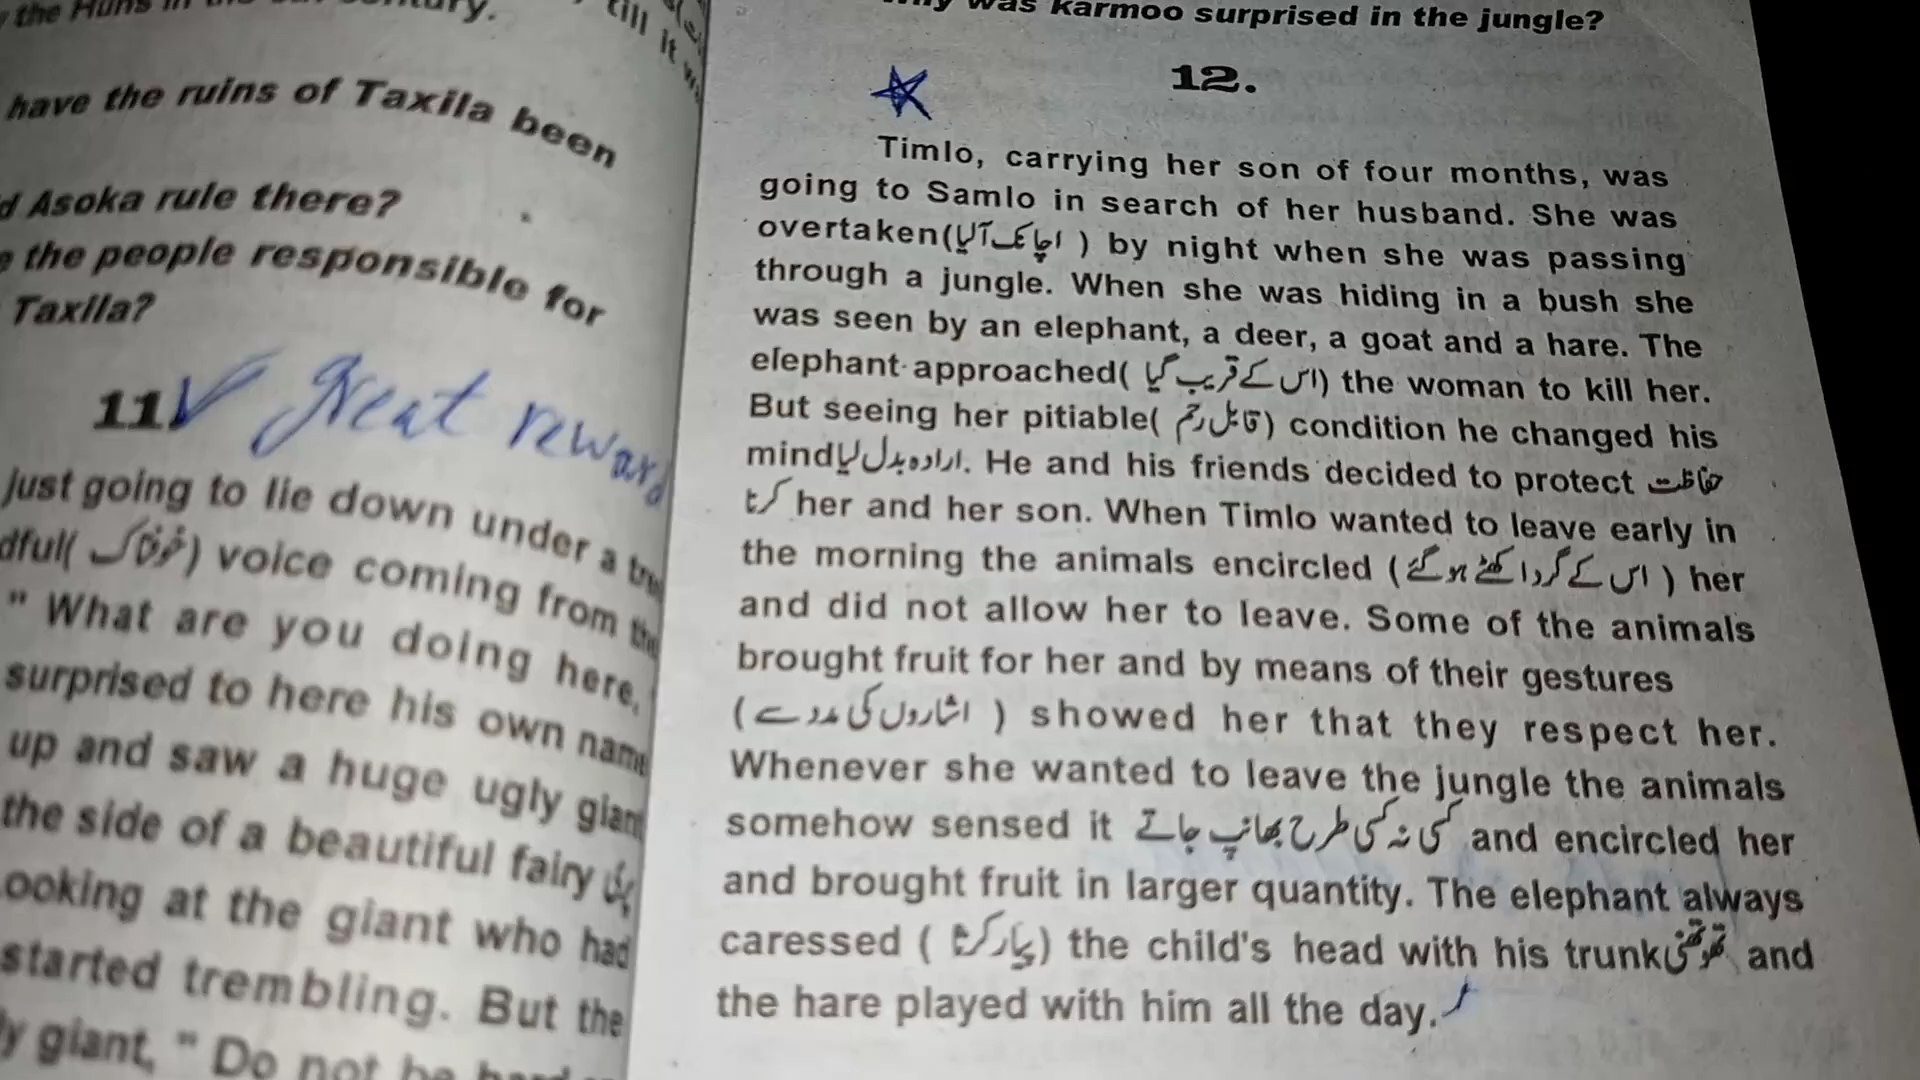 the Huns in the
century.
till it
have the ruins of Taxila been
Asoka rule there?
the people responsible for
Taxila?
11 great reward
just going to lie down under a
(خوفناک) voice coming from
" What are you doing here,
surprised to here his own name
up and saw a huge ugly giant
the side of a beautiful fairy
ooking at the giant who had
started trembling. But the
giant, " Do not be
was karmoo surprised in the jungle?
12.
Timlo, carrying her son of four months, was
going to Samlo in search of her husband. She was
overtaken(اچانک آلیا ) by night when she was passing
through a jungle. When she was hiding in a bush she
was seen by an elephant, a deer, a goat and a hare. The
elephant approached( اس کے قریب گیا) the woman to kill her.
But seeing her pitiable( قابل رحم) condition he changed his
mindارادہ بدل لیا. He and his friends decided to protect حفاظت
کرنا her and her son. When Timlo wanted to leave early in
the morning the animals encircled (اس کے گرد اکٹھے ہو گئے ) her
and did not allow her to leave. Some of the animals
brought fruit for her and by means of their gestures
(اشاروں کی مدد سے ) showed her that they respect her.
Whenever she wanted to leave the jungle the animals
somehow sensed it کسی نہ کسی طرح بھانپ جاتے and encircled her
and brought fruit in larger quantity. The elephant always
caressed ( پیار کرنا) the child's head with his trunk and
the hare played with him all the day.